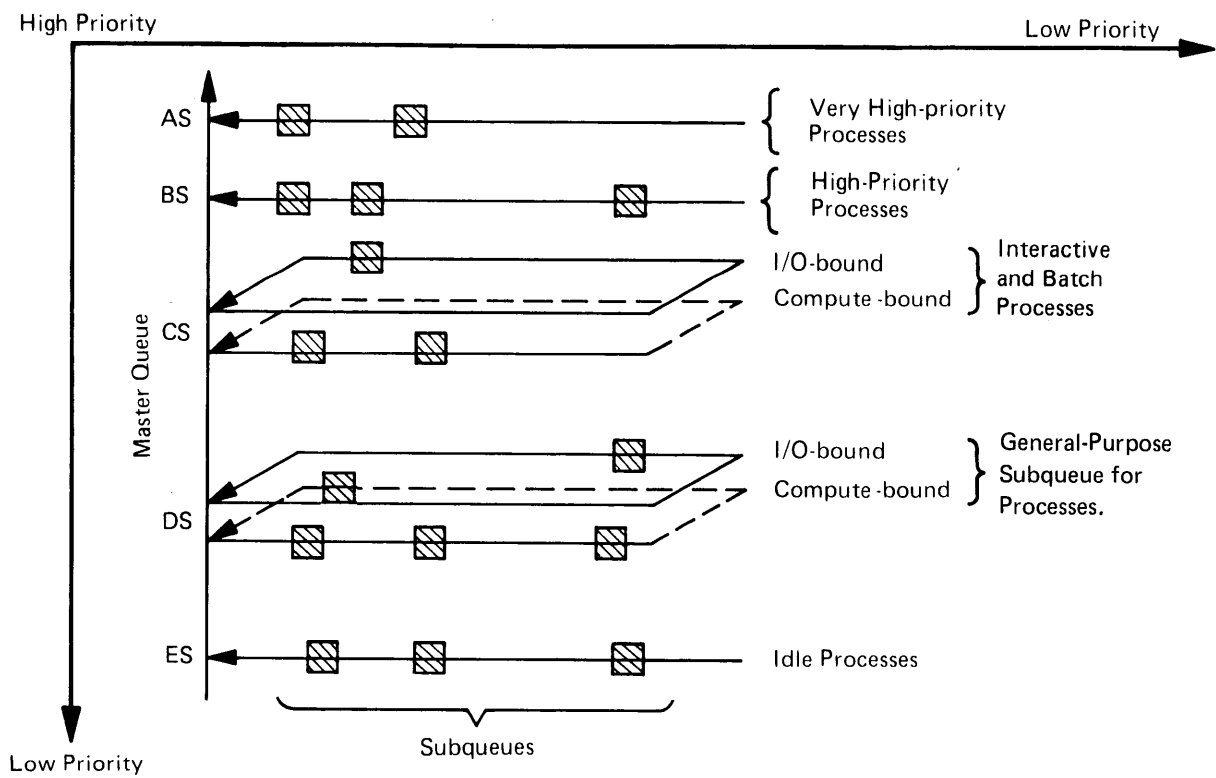 High Priority
Low Priority
AS
Very High-priority
Processes
BS
High-Priority
Processes
I/O-bound
Compute-bound
Interactive
and Batch
Processes
CS
Master Queue
I/O-bound
Compute-bound
General-Purpose
Subqueue for
Processes.
DS
ES
Idle Processes
Subqueues
Low Priority